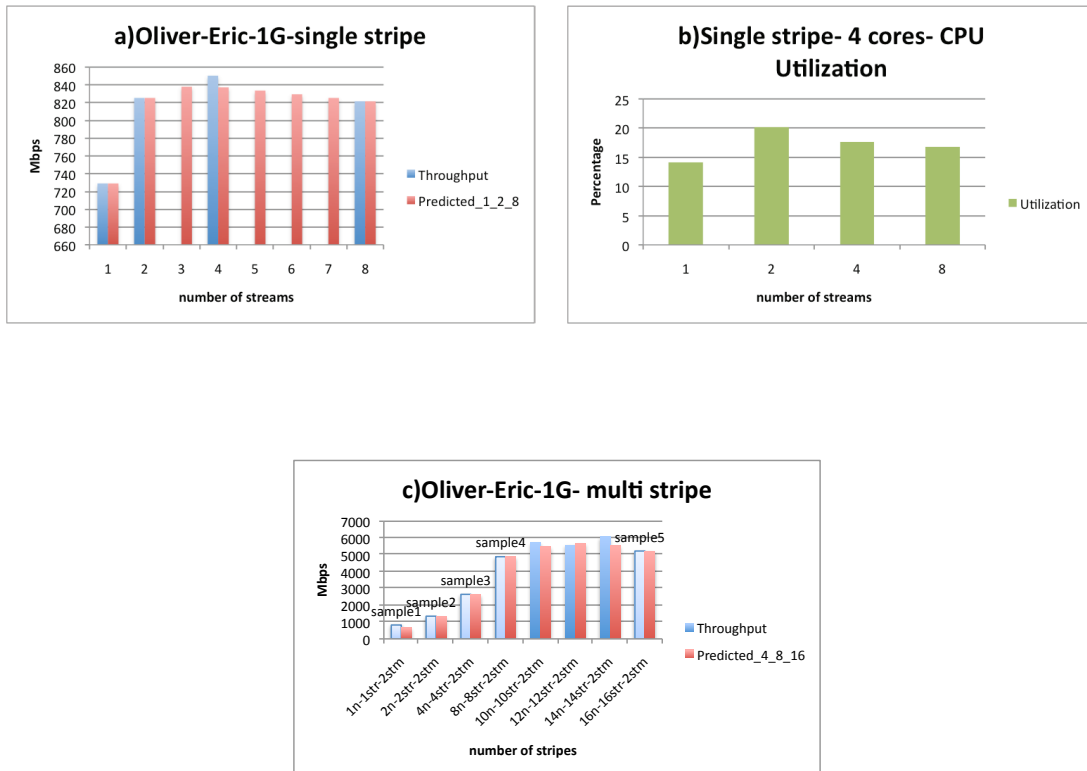 a)Oliver-Eric-1G-single stripe
860
840
820
800
780
760
740
720
700
680
660
Mbps
1 2 3 4 5 6 7 8
number of streams
Throughput
Predicted_1_2_8
b)Single stripe- 4 cores- CPU
Utilization
25
20
15
10
5
0
Percentage
1 2 4 8
number of streams
Utilization
c)Oliver-Eric-1G- multi stripe
7000
6000
5000
4000
3000
2000
1000
0
Mbps
sample1
sample2
sample3
sample4
sample5
1n-1str-2stm
2n-2str-2stm
4n-4str-2stm
8n-8str-2stm
10n-10str-2stm
12n-12str-2stm
14n-14str-2stm
16n-16str-2stm
number of stripes
Throughput
Predicted_4_8_16